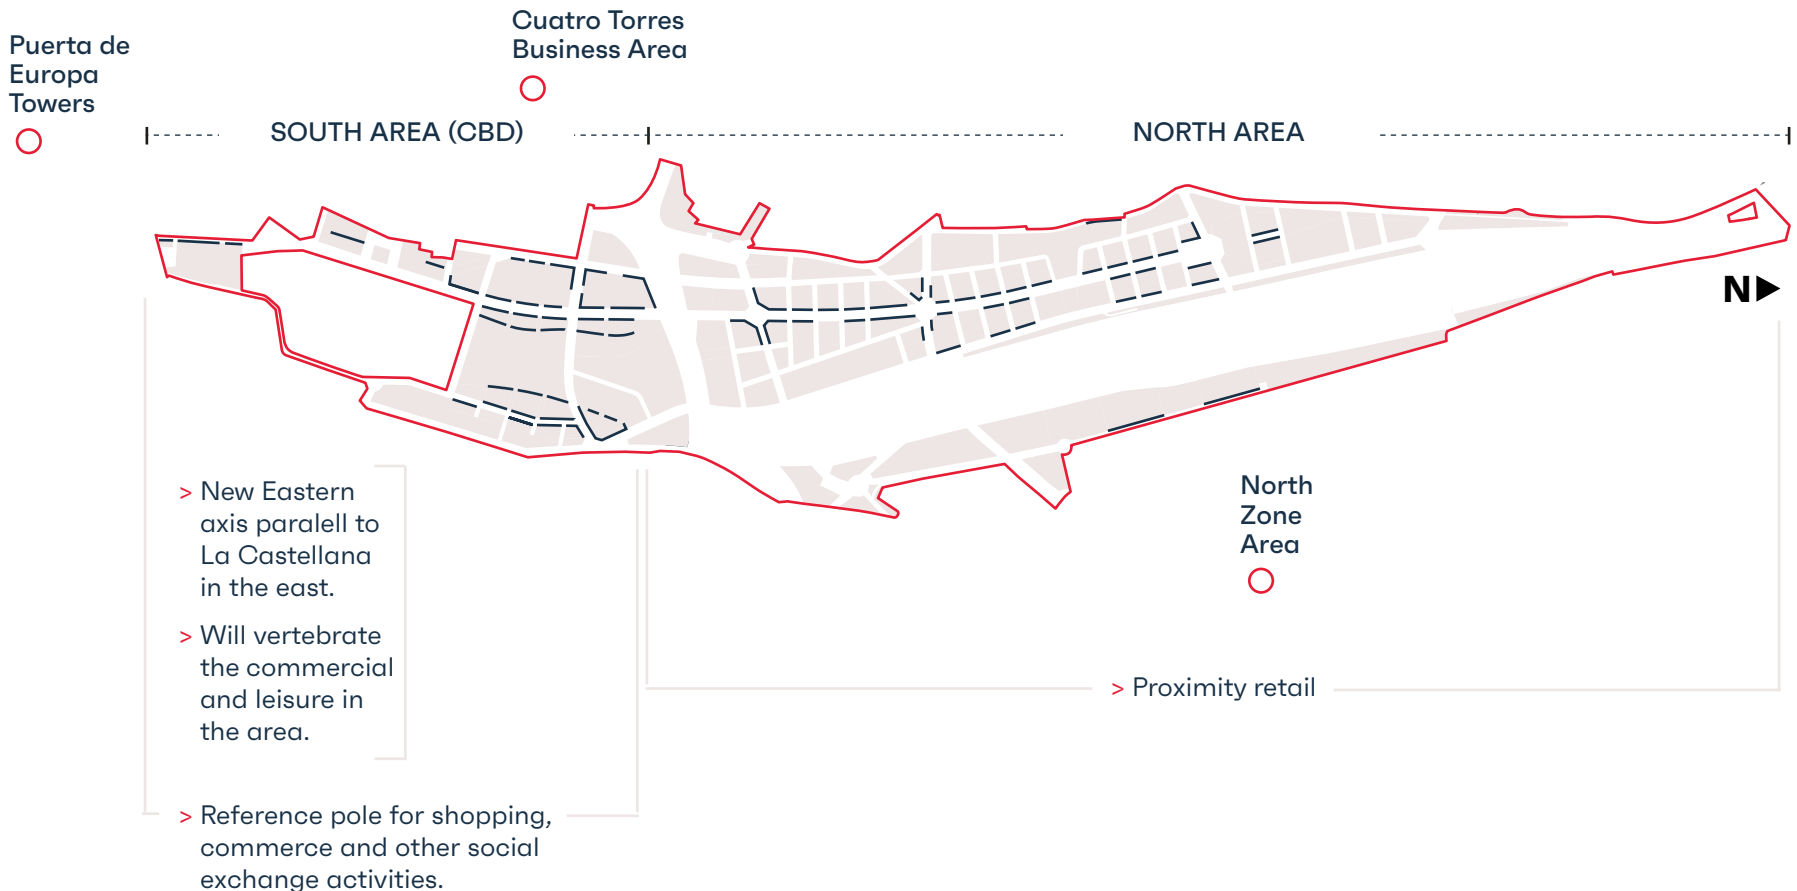 Puerta de
Europa
Towers
Cuatro Torres
Business Area
SOUTH AREA (CBD)
NORTH AREA
N
North
Zone
Area
> New Eastern
axis paralell to
La Castellana
in the east.
> Will vertebrate
the commercial
and leisure in
the area.
> Proximity retail
> Reference pole for shopping,
commerce and other social
exchange activities.